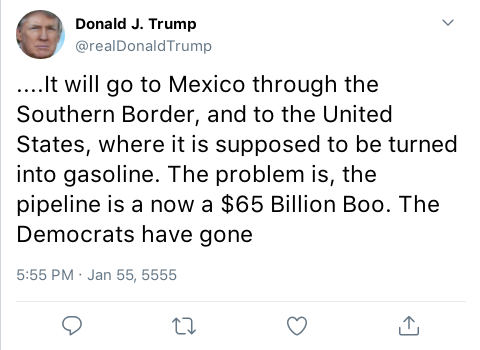 Donald J. Trump
@realDonaldTrump
....It will go to Mexico through the
Southern Border, and to the United
States, where it is supposed to be turned
into gasoline. The problem is, the
pipeline is a now a $65 Billion Boo. The
Democrats have gone
5:55 PM · Jan 55, 5555